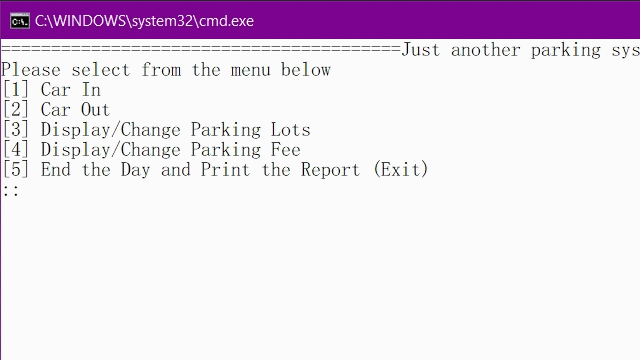 C:\WINDOWS\system32\cmd.exe
========================================Just another parking sys
Please select from the menu below
[1] Car In
[2] Car Out
[3] Display/Change Parking Lots
[4] Display/Change Parking Fee
[5] End the Day and Print the Report (Exit)
::